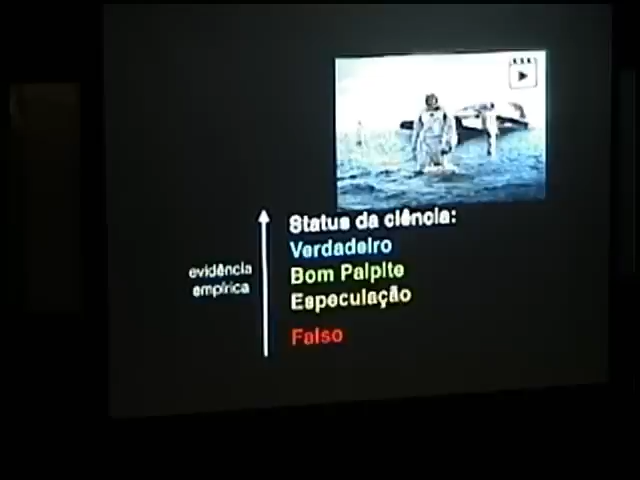 Status da ciência:
Verdadeiro
Bom Palpite
Especulação
Falso
evidência
empírica